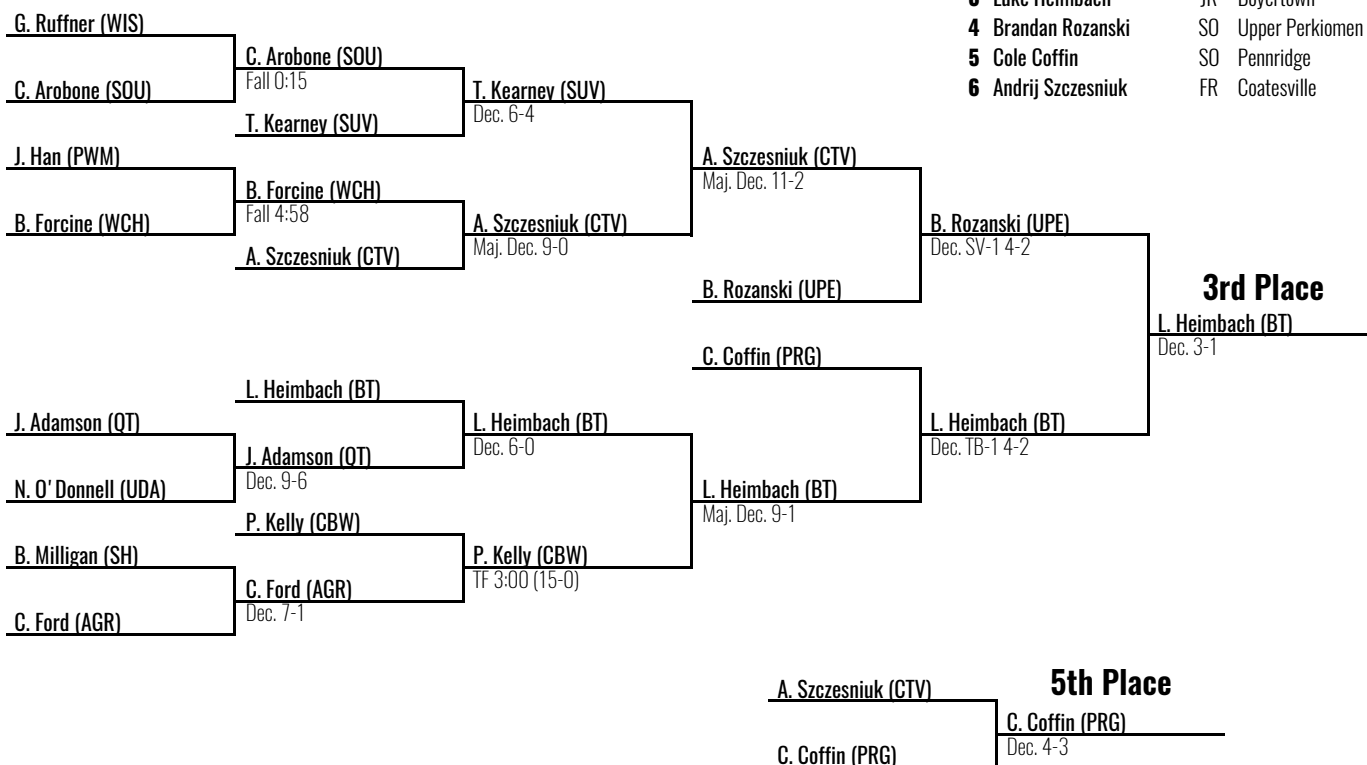 3 Luke Heimbach JR Boyertown
G. Ruffner (WIS)
4 Brandan Rozanski SO Upper Perkiomen
C. Arobone (SOU)
5 Cole Coffin SO Pennridge
Fall 0:15
C. Arobone (SOU)
T. Kearney (SUV)
6 Andrij Szczesniuk FR Coatesville
Dec. 6-4
T. Kearney (SUV)
J. Han (PWM)
A. Szczesniuk (CTV)
Maj. Dec. 11-2
B. Forcine (WCH)
Fall 4:58
B. Forcine (WCH)
A. Szczesniuk (CTV)
B. Rozanski (UPE)
Maj. Dec. 9-0
Dec. SV-1 4-2
A. Szczesniuk (CTV)
B. Rozanski (UPE)
3rd Place
L. Heimbach (BT)
Dec. 3-1
C. Coffin (PRG)
L. Heimbach (BT)
J. Adamson (QT)
L. Heimbach (BT)
L. Heimbach (BT)
Dec. 6-0
Dec. TB-1 4-2
J. Adamson (QT)
Dec. 9-6
N. O'Donnell (UDA)
L. Heimbach (BT)
Maj. Dec. 9-1
P. Kelly (CBW)
B. Milligan (SH)
P. Kelly (CBW)
TF 3:00 (15-0)
C. Ford (AGR)
Dec. 7-1
C. Ford (AGR)
5th Place
A. Szczesniuk (CTV)
C. Coffin (PRG)
Dec. 4-3
C. Coffin (PRG)